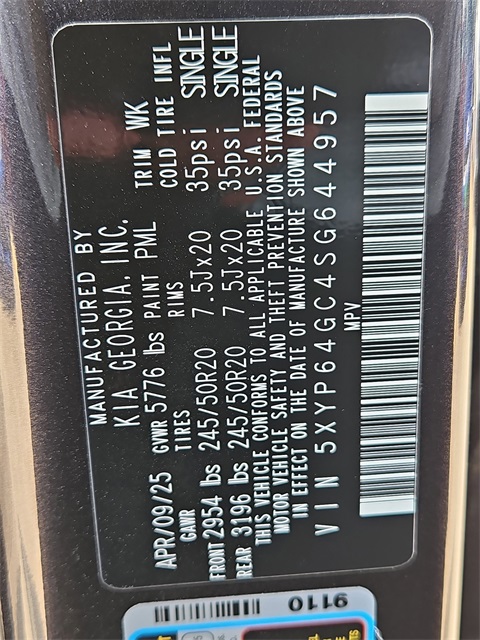 MANUFACTURED BY
KIA GEORGIA, INC.
APR/09/25 GVWR 5776 lbs PAINT PML TRIM WK
GAWR TIRES RIMS COLD TIRE INFL
FRONT 2954 lbs 245/50R20 7.5Jx20 35psi SINGLE
REAR 3196 lbs 245/50R20 7.5Jx20 35psi SINGLE
THIS VEHICLE CONFORMS TO ALL APPLICABLE U.S.A. FEDERAL
MOTOR VEHICLE SAFETY AND THEFT PREVENTION STANDARDS
IN EFFECT ON THE DATE OF MANUFACTURE SHOWN ABOVE
VIN 5XYP64GC4SG644957
MPV
9110